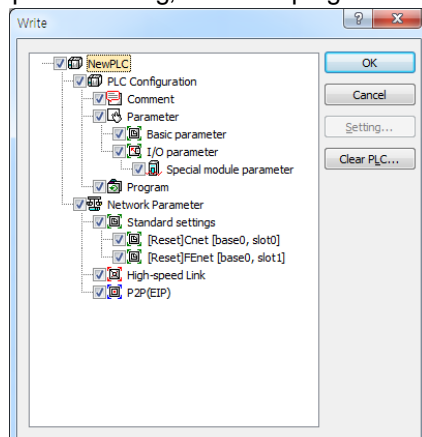 Write
NewPLC
OK
PLC Configuration
Comment
Cancel
Parameter
Basic parameter
Setting...
I/O parameter
Special module parameter
Clear PLC...
Program
Network Parameter
Standard settings
[Reset]Cnet [base0, slot0]
[Reset]FEnet [base0, slot1]
High-speed Link
P2P(EIP)